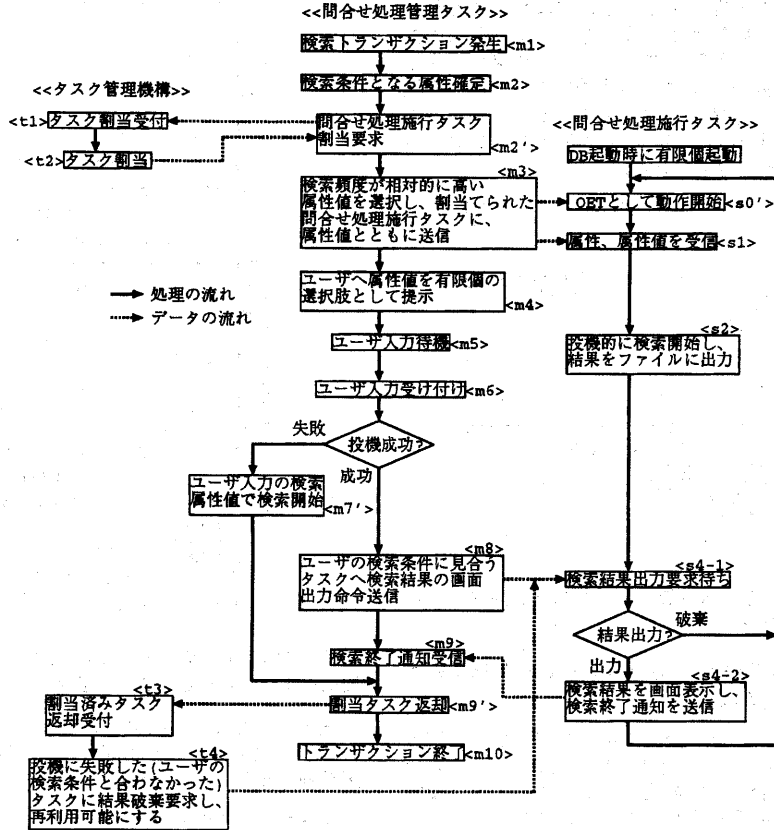 <<問合せ処理管理タスク>>
検索トランザクション発生<m1>
検索条件となる属性確定<m2>
<<タスク管理機構>>
<t1>タスク割当受付
<t2>タスク割当
問合せ処理施行タスク
割当要求
<m2'>
<m3>
検索頻度が相対的に高い
属性値を選択し、割当てられた
問合せ処理施行タスクに、
属性値とともに送信
ユーザへ属性値を有限個の
選択肢として提示
<m4>
処理の流れ
データの流れ
ユーザ入力待機<m5>
ユーザ入力受け付け<m6>
投機成功?
失敗
成功
ユーザ入力の検索
属性値で検索開始
<m7'>
<m8>
ユーザの検索条件に見合う
タスクへ検索結果の画面
出力命令送信
<m9>
検索終了通知受信
割当タスク返却<m9'>
トランザクション終了<m10>
<t3>
割当済みタスク
返却受付
<t4>
投機に失敗した(ユーザの
検索条件と合わなかった)
タスクに結果破棄要求し、
再利用可能にする
<<問合せ処理施行タスク>>
DB起動時に有限個起動
OETとして動作開始<s0'>
属性、属性値を受信<s1>
<s2>
投機的に検索開始し、
結果をファイルに出力
<s4-1>
検索結果出力要求待ち
結果出力?
破棄
出力
<s4-2>
検索結果を画面表示し、
検索終了通知を送信